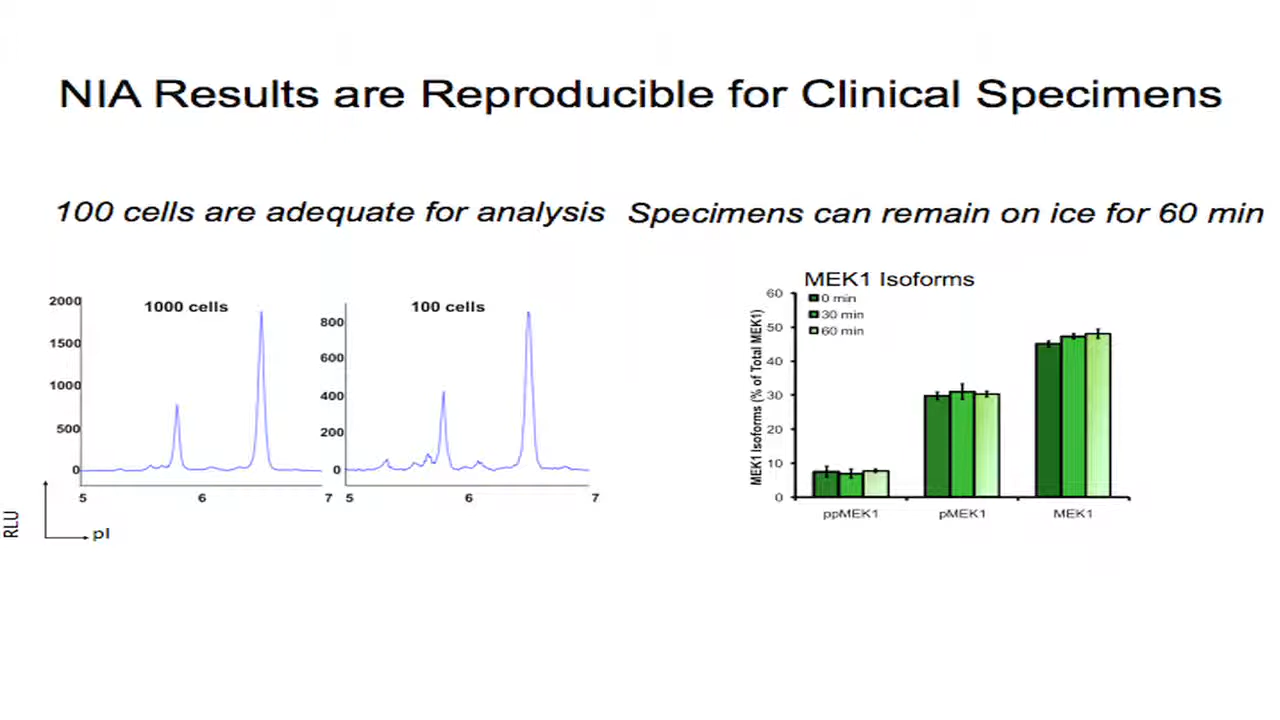 NIA Results are Reproducible for Clinical Specimens
100 cells are adequate for analysis
Specimens can remain on ice for 60 min
1000 cells
2000
1500
1000
500
0
5
6
7
RLU
pI
100 cells
800
600
400
200
0
5
6
7
MEK1 Isoforms
0 min
30 min
60 min
MEK1 Isoforms (% of Total MEK1)
60
50
40
30
20
10
0
ppMEK1
pMEK1
MEK1